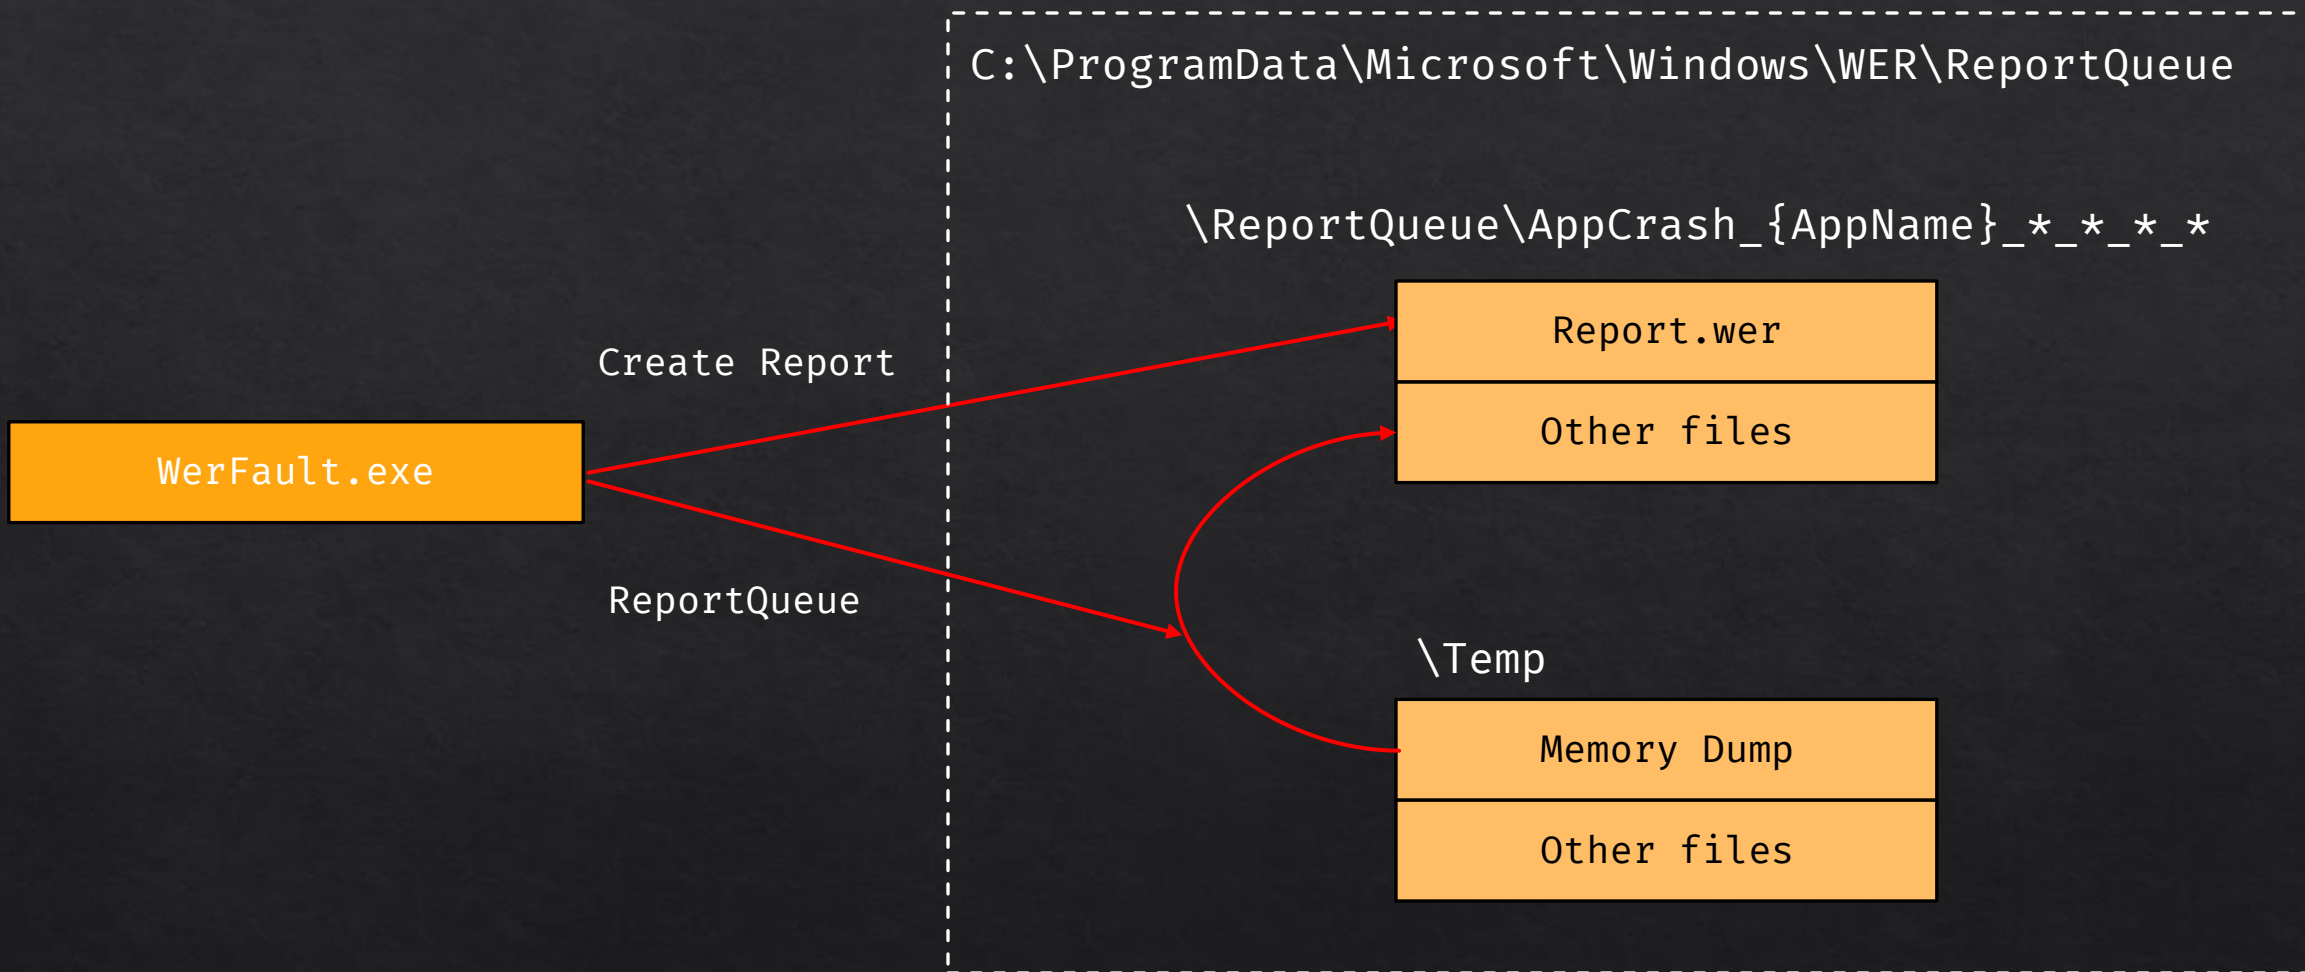 C:\ProgramData\Microsoft\Windows\WER\ReportQueue
\ReportQueue\AppCrash_{AppName}_*_*_*_*
Report.wer
Create Report
Other files
WerFault.exe
ReportQueue
\Temp
Memory Dump
Other files